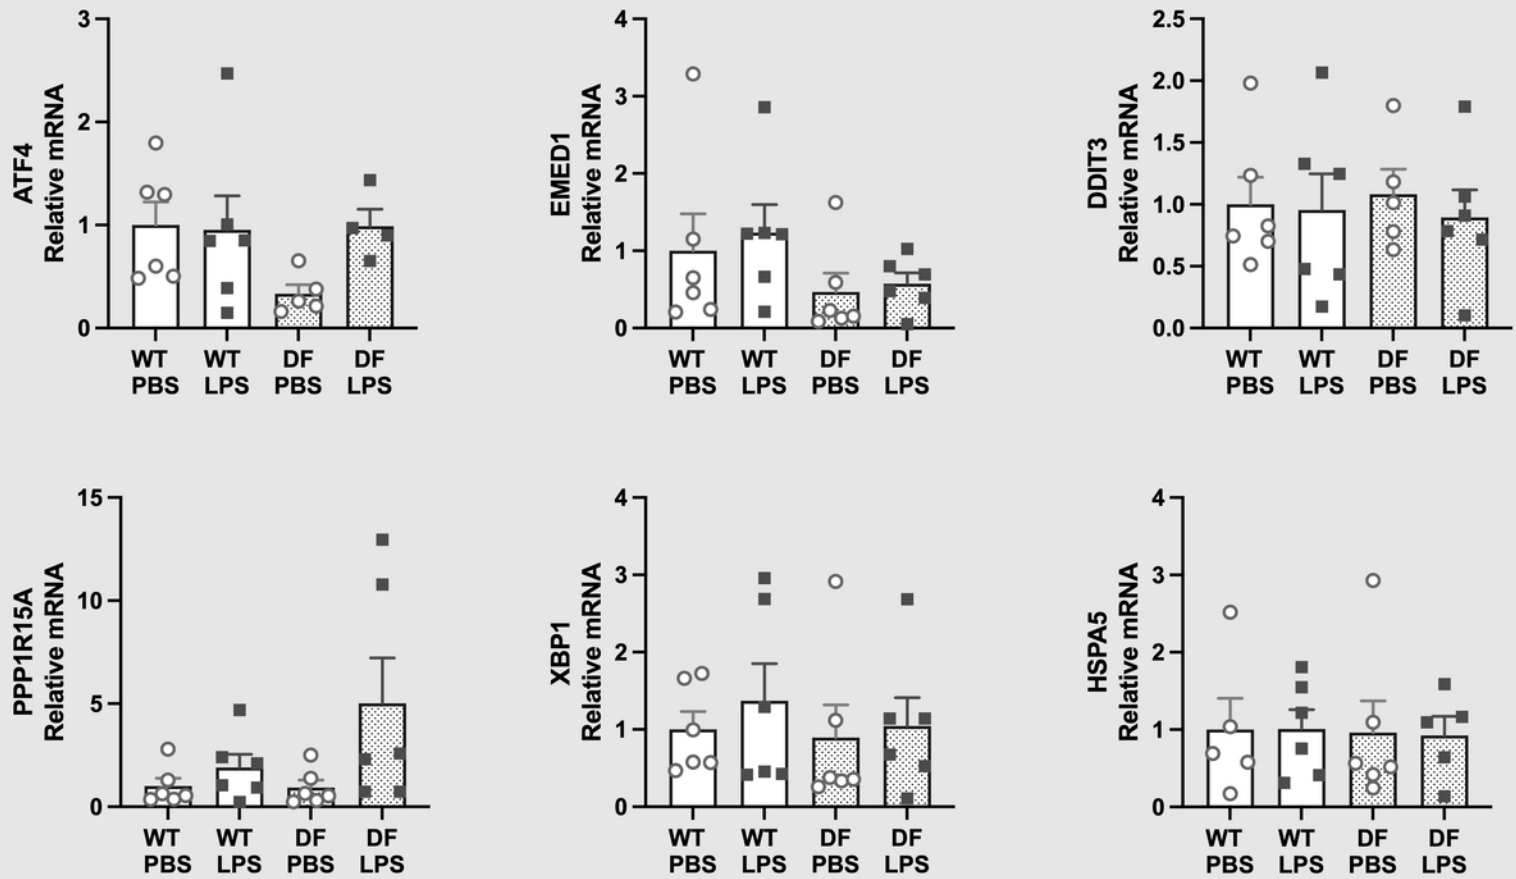 ATF4
Relative mRNA
3
2
1
0
WT
PBS
WT
LPS
DF
PBS
DF
LPS
EMED1
Relative mRNA
4
3
2
1
0
WT
PBS
WT
LPS
DF
PBS
DF
LPS
DDIT3
Relative mRNA
2.5
2.0
1.5
1.0
0.5
0.0
WT
PBS
WT
LPS
DF
PBS
DF
LPS
PPP1R15A
Relative mRNA
15
10
5
0
WT
PBS
WT
LPS
DF
PBS
DF
LPS
XBP1
Relative mRNA
4
3
2
1
0
WT
PBS
WT
LPS
DF
PBS
DF
LPS
HSPA5
Relative mRNA
4
3
2
1
0
WT
PBS
WT
LPS
DF
PBS
DF
LPS